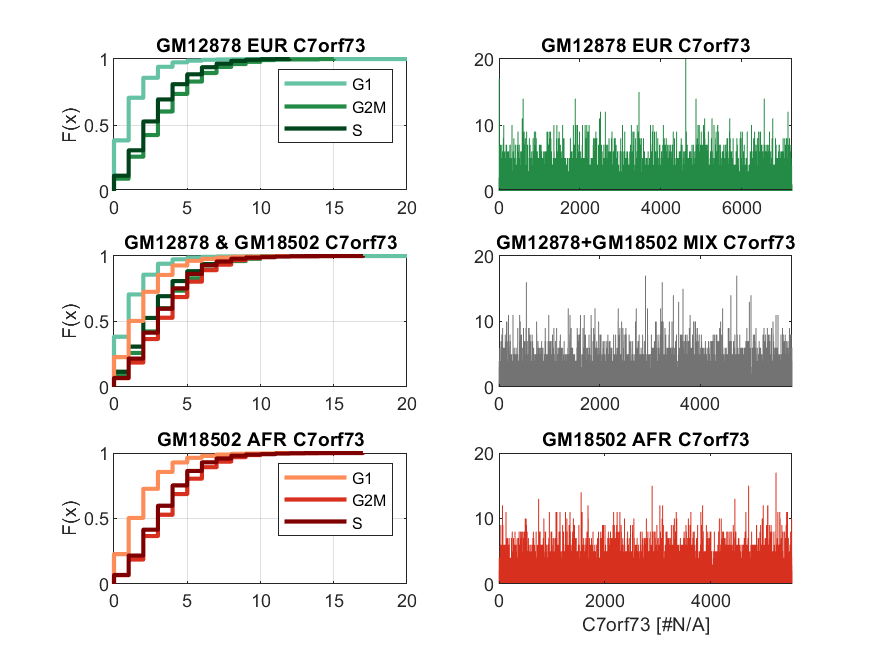 GM12878 EUR C7orf73
F(x)
1
0.5
0
0 5 10 15 20
G1
G2M
S
GM12878 EUR C7orf73
20
10
0
0 2000 4000 6000
GM12878 & GM18502 C7orf73
F(x)
1
0.5
0
0 5 10 15 20
GM12878+GM18502 MIX C7orf73
20
10
0
0 2000 4000
GM18502 AFR C7orf73
F(x)
1
0.5
0
0 5 10 15 20
G1
G2M
S
GM18502 AFR C7orf73
20
10
0
0 2000 4000
C7orf73 [#N/A]